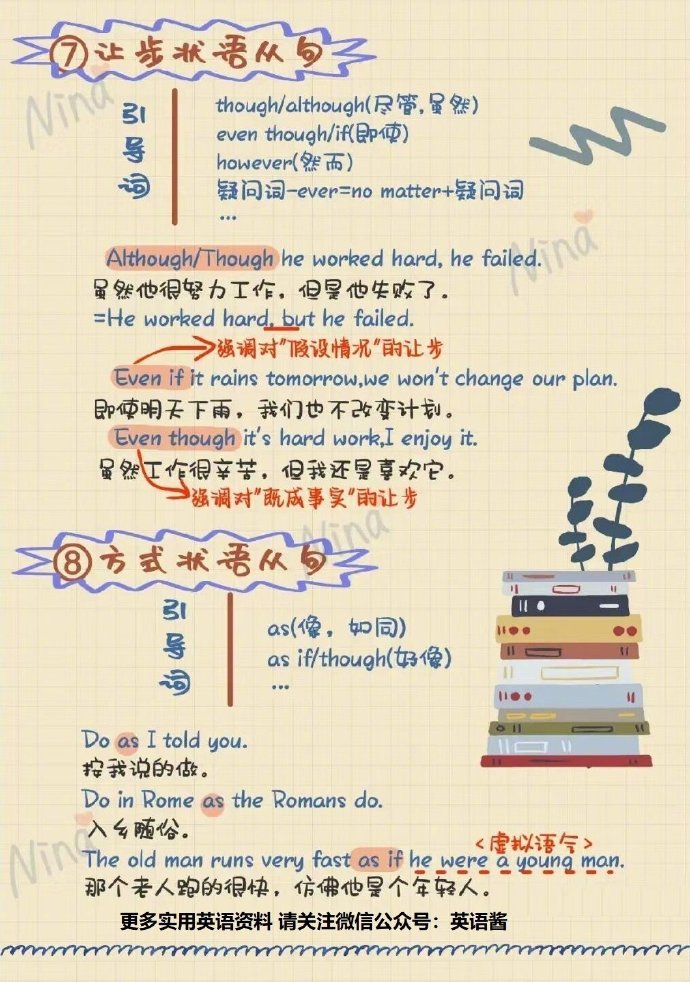 ⑦让步状语从句
引导词
though/although(尽管,虽然)
even though/if(即使)
however(然而)
疑问词-ever=no matter+疑问词
...
Nina
Nina
Although/Though he worked hard, he failed.
虽然他很努力工作，但是他失败了。
=He worked hard, but he failed.
强调对"假设情况"的让步
Even if it rains tomorrow,we won't change our plan.
即使明天下雨，我们也不改变计划。
Even though it's hard work,I enjoy it.
虽然工作很辛苦，但我还是喜欢它。
强调对"既成事实"的让步
Nina
⑧方式状语从句
引导词
as(像，如同)
as if/though(好像)
...
Do as I told you.
按我说的做。
Do in Rome as the Romans do.
入乡随俗。
Nina
<虚拟语气>
The old man runs very fast as if he were a young man.
那个老人跑的很快，仿佛他是个年轻人。
更多实用英语资料 请关注微信公众号：英语酱